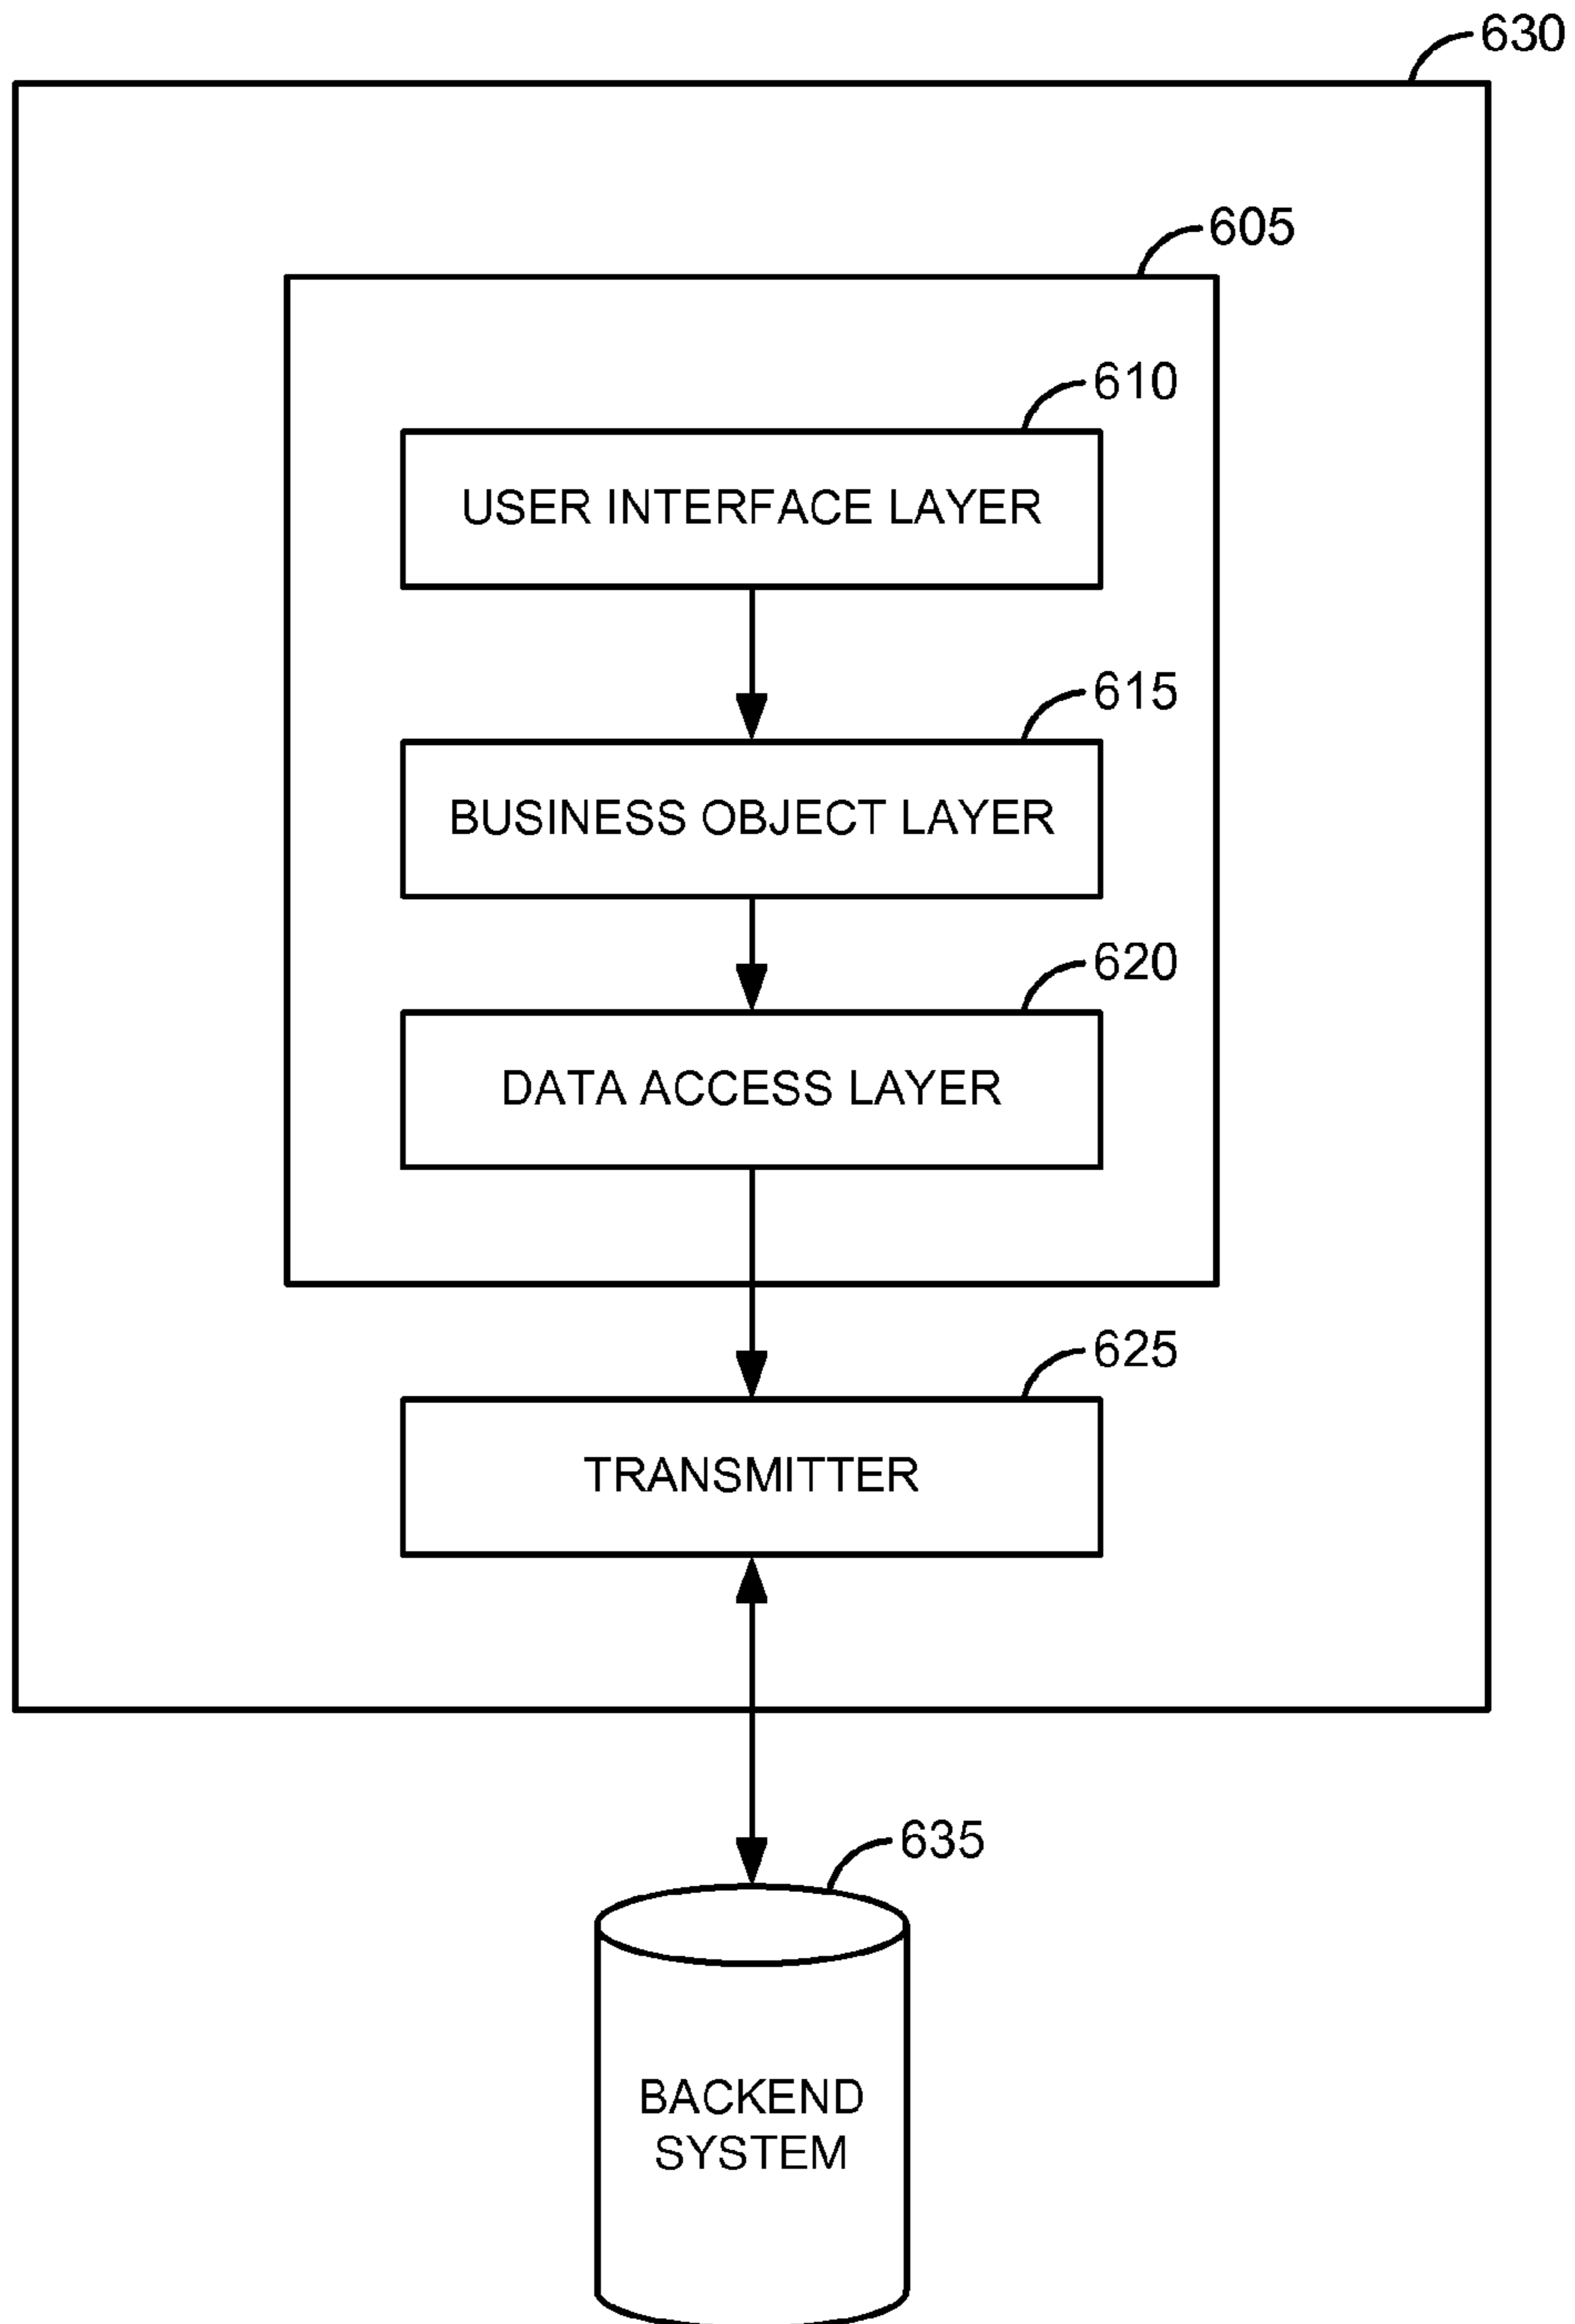 630
605
610
USER INTERFACE LAYER
615
BUSINESS OBJECT LAYER
620
DATA ACCESS LAYER
625
TRANSMITTER
635
BACKEND
SYSTEM